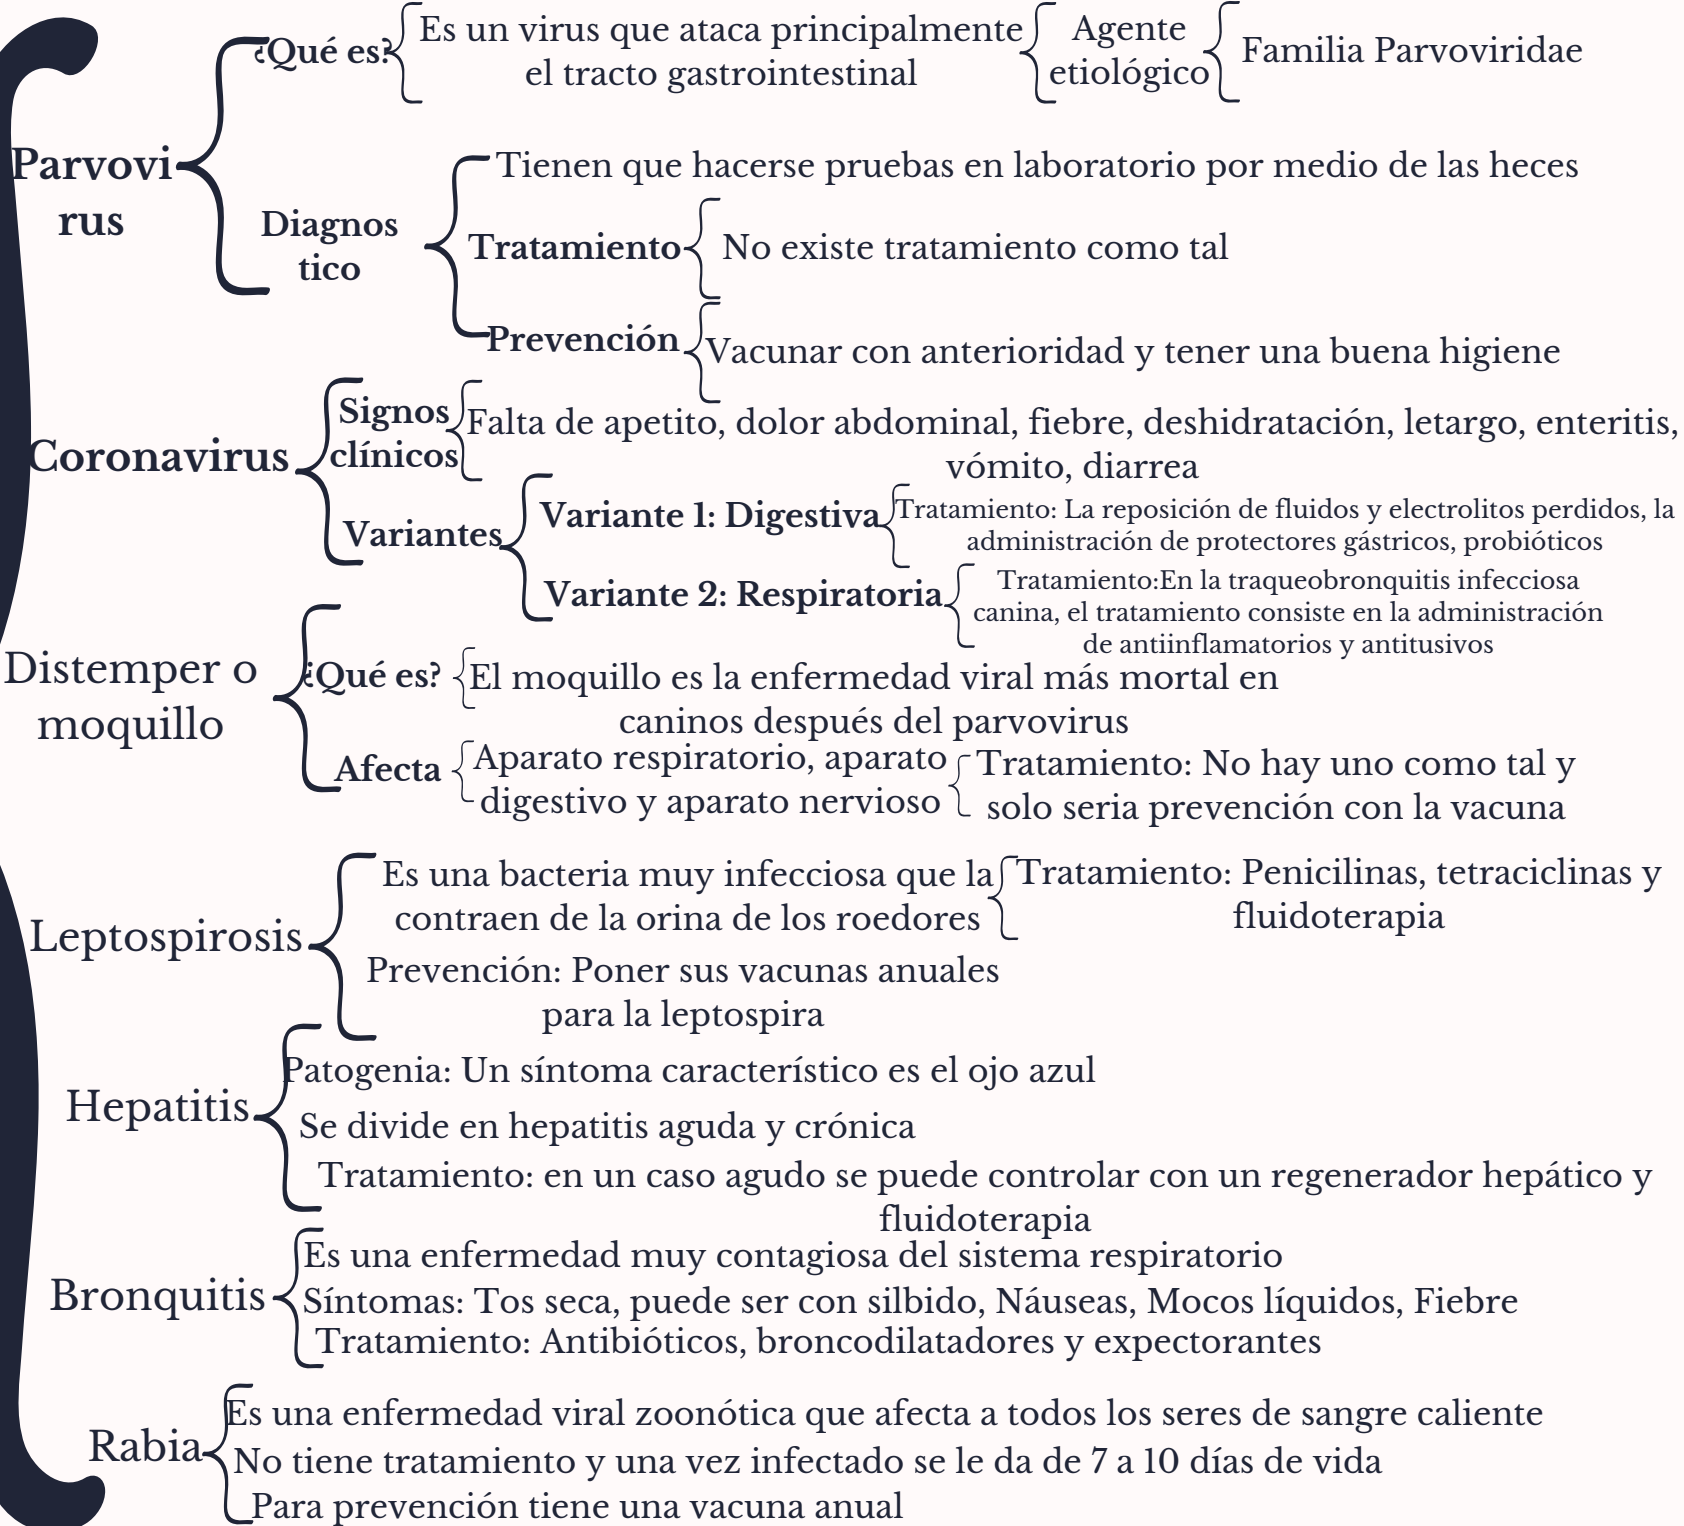 ¿Qué es?
Es un virus que ataca principalmente
el tracto gastrointestinal
Agente
etiológico
Familia Parvoviridae
Parvovi
rus
Diagnos
tico
Tienen que hacerse pruebas en laboratorio por medio de las heces
Tratamiento
No existe tratamiento como tal
Prevención
Vacunar con anterioridad y tener una buena higiene
Coronavirus
Signos
clínicos
Falta de apetito, dolor abdominal, fiebre, deshidratación, letargo, enteritis,
vómito, diarrea
Variantes
Variante 1: Digestiva
Tratamiento: La reposición de fluidos y electrolitos perdidos, la
administración de protectores gástricos, probióticos
Variante 2: Respiratoria
Tratamiento:En la traqueobronquitis infecciosa
canina, el tratamiento consiste en la administración
de antiinflamatorios y antitusivos
Distemper o
moquillo
¿Qué es?
El moquillo es la enfermedad viral más mortal en
caninos después del parvovirus
Afecta
Aparato respiratorio, aparato
digestivo y aparato nervioso
Tratamiento: No hay uno como tal y
solo seria prevención con la vacuna
Leptospirosis
Es una bacteria muy infecciosa que la
contraen de la orina de los roedores
Tratamiento: Penicilinas, tetraciclinas y
fluidoterapia
Prevención: Poner sus vacunas anuales
para la leptospira
Hepatitis
Patogenia: Un síntoma característico es el ojo azul
Se divide en hepatitis aguda y crónica
Tratamiento: en un caso agudo se puede controlar con un regenerador hepático y
fluidoterapia
Bronquitis
Es una enfermedad muy contagiosa del sistema respiratorio
Síntomas: Tos seca, puede ser con silbido, Náuseas, Mocos líquidos, Fiebre
Tratamiento: Antibióticos, broncodilatadores y expectorantes
Rabia
Es una enfermedad viral zoonótica que afecta a todos los seres de sangre caliente
No tiene tratamiento y una vez infectado se le da de 7 a 10 días de vida
Para prevención tiene una vacuna anual